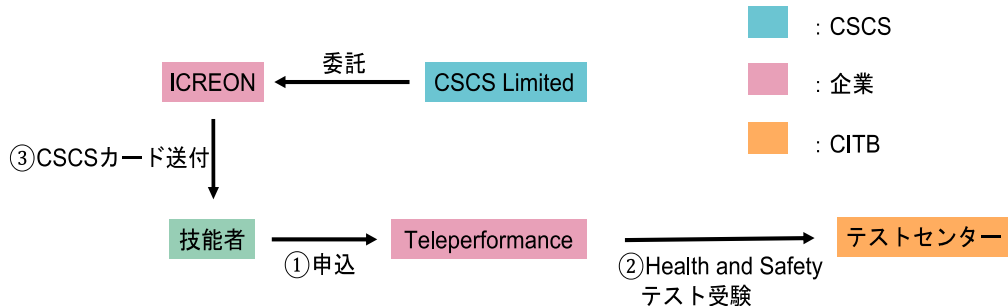 : CSCS
委託
ICREON
CSCS Limited
: 企業
: CITB
③CSCSカード送付
技能者
Teleperformance
テストセンター
①申込
②Health and Safety
テスト受験